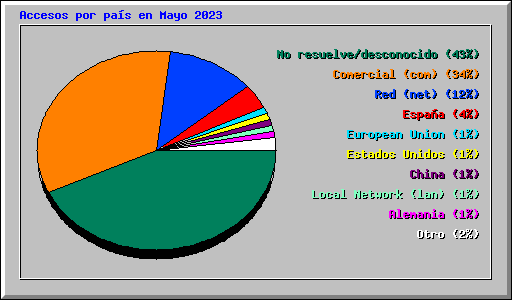 Accesos por país en Mayo 2023
No resuelve/desconocido (43%)
Comercial (com) (34%)
Red (net) (12%)
España (4%)
European Union (1%)
Estados Unidos (1%)
China (1%)
Local Network (lan) (1%)
Alemania (1%)
Otro (2%)